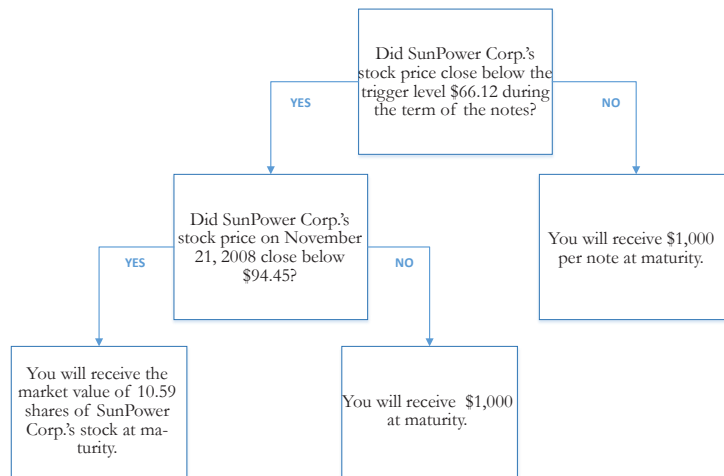 Did SunPower Corp.'s
stock price close below the
trigger level $66.12 during
the term of the notes?
YES
NO
Did SunPower Corp.'s
stock price on November
21, 2008 close below
$94.45?
You will receive $1,000
per note at maturity.
YES
NO
You will receive the
market value of 10.59
shares of SunPower
Corp.'s stock at ma-
turity.
You will receive $1,000
at maturity.